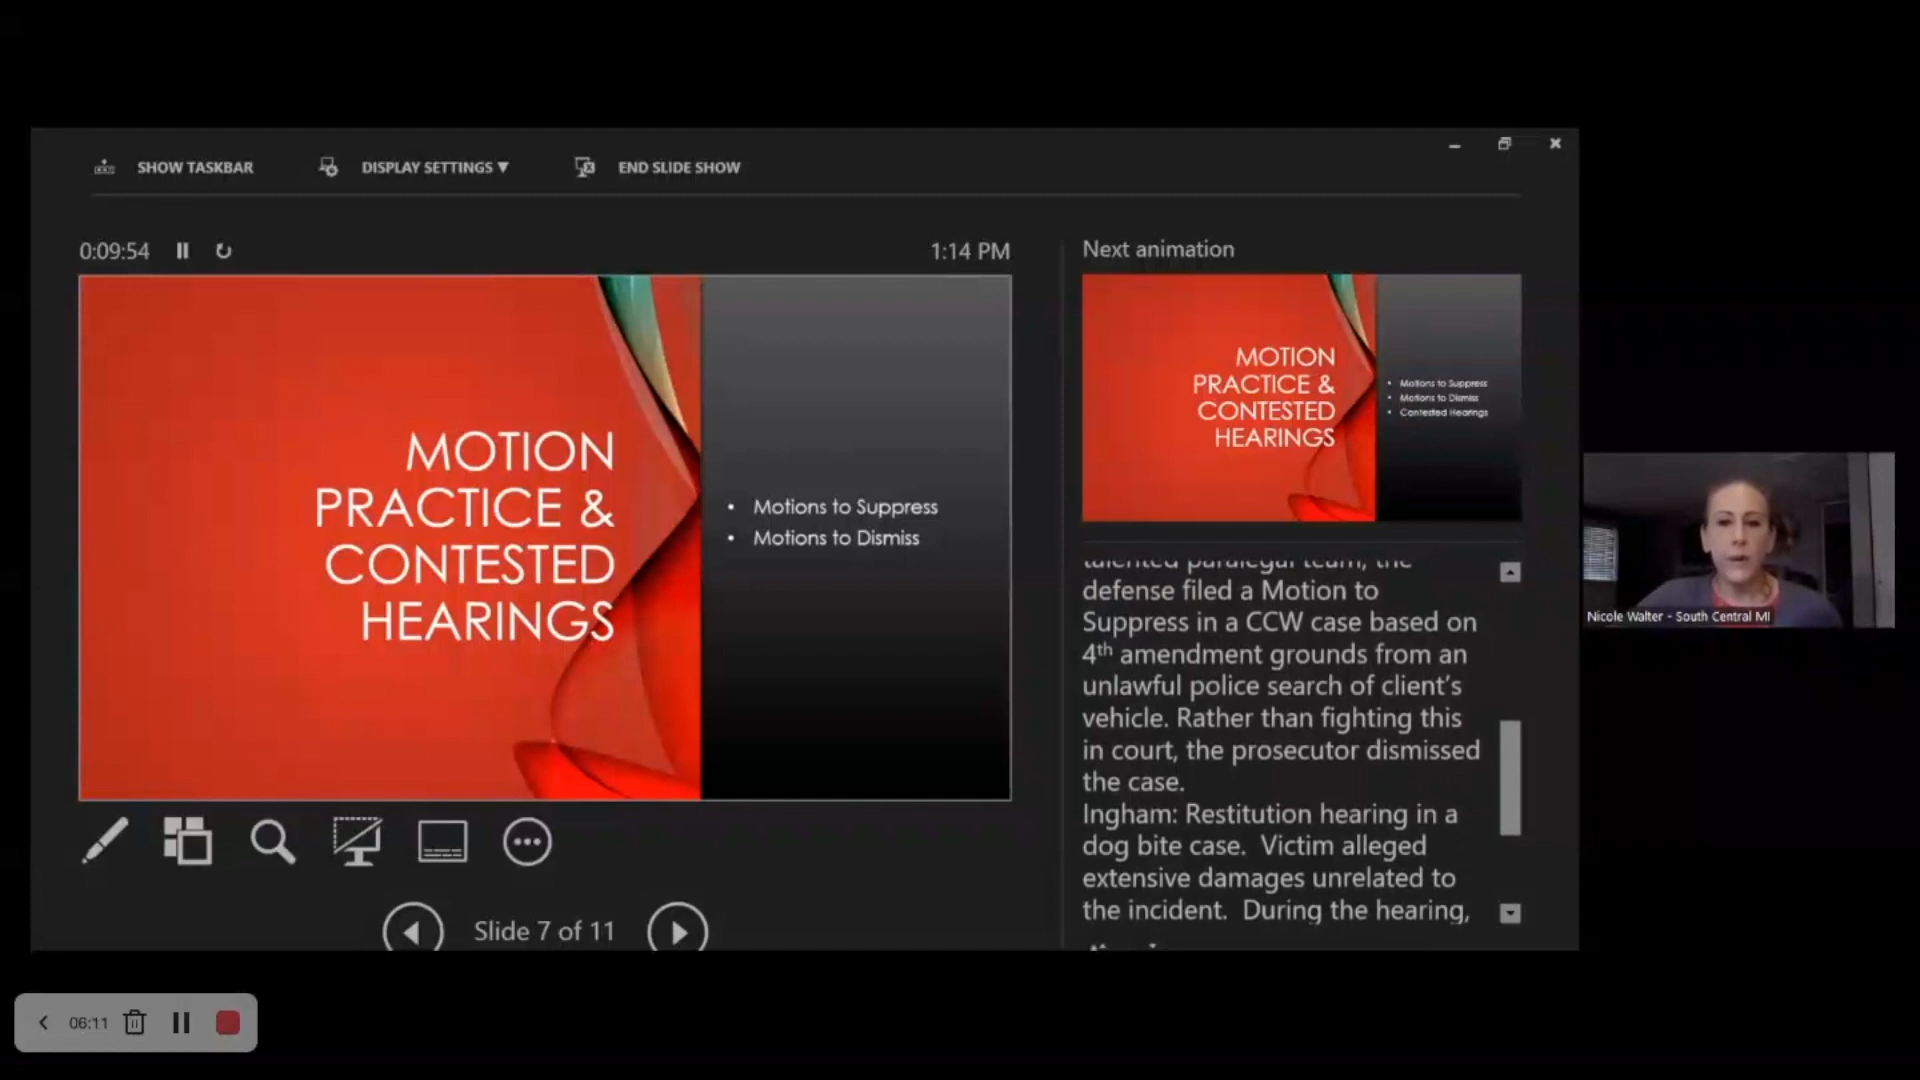 SHOW TASKBAR
DISPLAY SETTINGS ▼
END SLIDE SHOW
0:09:54
1:14 PM
MOTION
PRACTICE &
CONTESTED
HEARINGS
• Motions to Suppress
• Motions to Dismiss
Slide 7 of 11
Next animation
MOTION
PRACTICE &
CONTESTED
HEARINGS
• Motions to Suppress
• Motions to Dismiss
• Contested Hearings
talented paralegal team, the
defense filed a Motion to
Suppress in a CCW case based on
4th amendment grounds from an
unlawful police search of client's
vehicle. Rather than fighting this
in court, the prosecutor dismissed
the case.
Ingham: Restitution hearing in a
dog bite case.  Victim alleged
extensive damages unrelated to
the incident.  During the hearing,
Nicole Walter - South Central MI
06:11